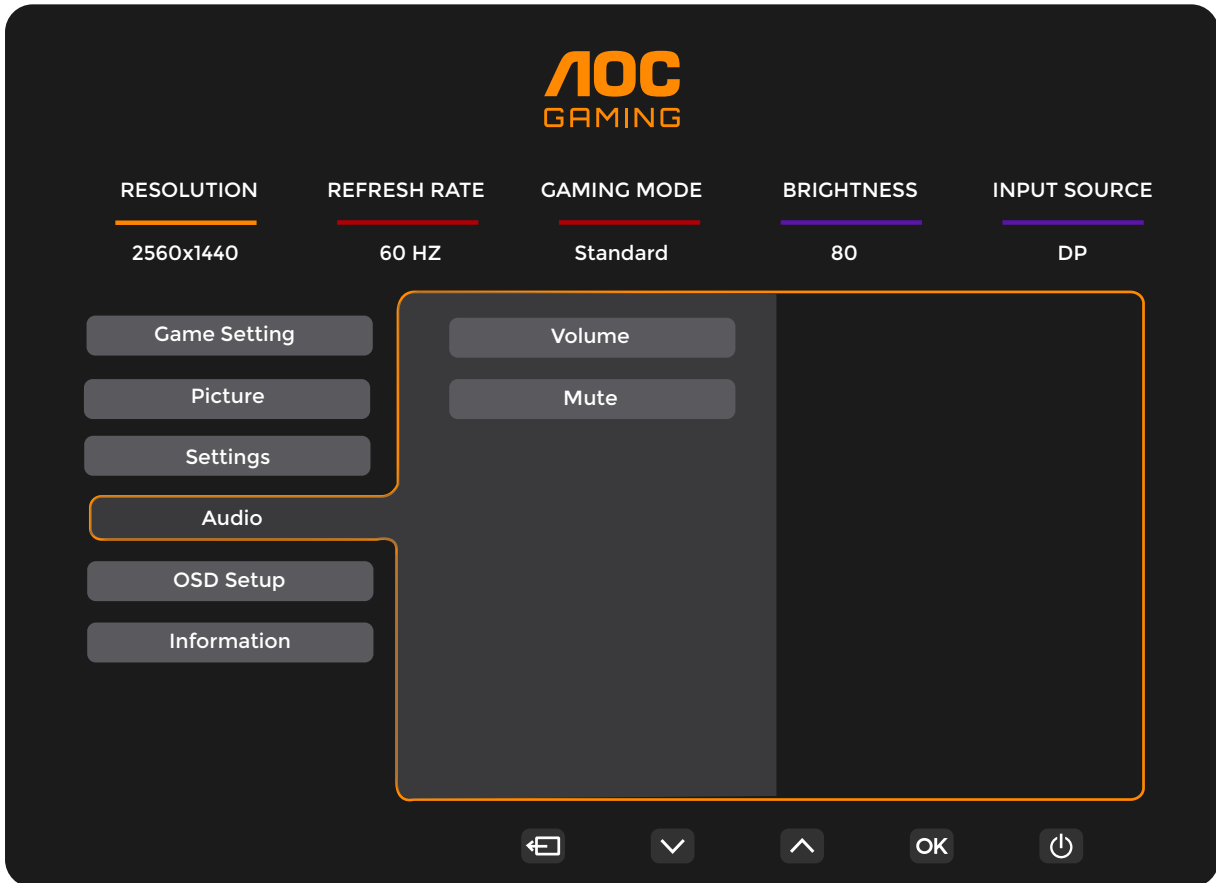 AOC
GAMING
RESOLUTION REFRESH RATE GAMING MODE BRIGHTNESS INPUT SOURCE
2560x1440 60 HZ Standard 80 DP
Game Setting Volume
Picture Mute
Settings
Audio
OSD Setup
Information
OK